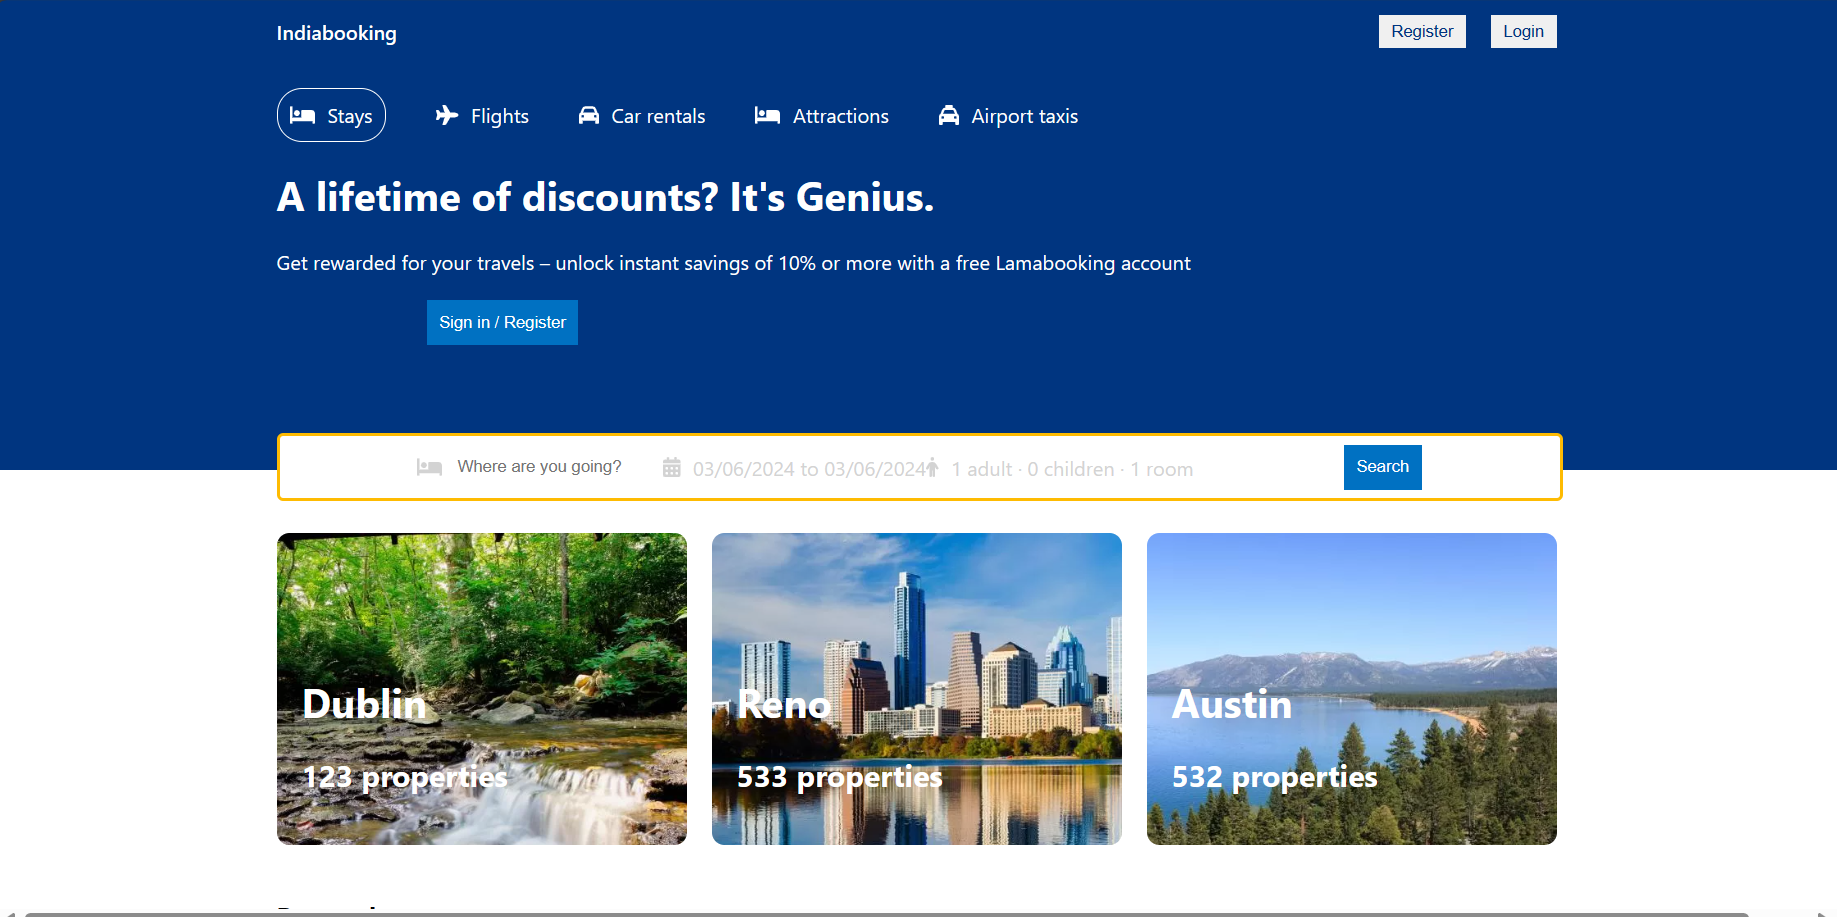 Indiabooking
Register
Login
Stays
Flights
Car rentals
Attractions
Airport taxis
A lifetime of discounts? It's Genius.
Get rewarded for your travels – unlock instant savings of 10% or more with a free Lamabooking account
Sign in / Register
Where are you going?
03/06/2024 to 03/06/2024
1 adult · 0 children · 1 room
Search
Dublin
123 properties
Reno
533 properties
Austin
532 properties